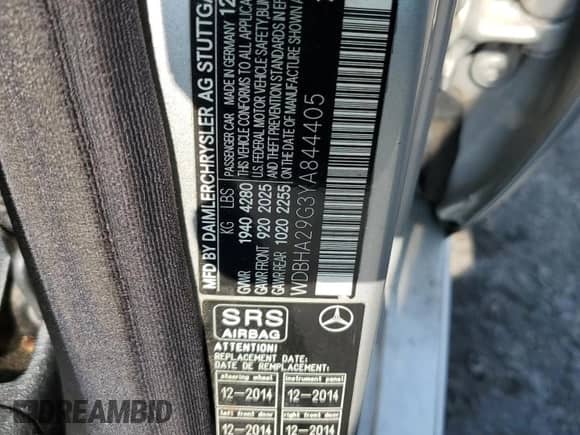 MFD BY DAIMLERCHRYSLER AG STUTTGA
PASSENGER CAR MADE IN GERMANY 12
KG LBS THIS VEHICLE CONFORMS TO ALL APPLICA
GVWR 1940 4280 U.S. FEDERAL MOTOR VEHICLE SAFETY, BUM
GAWR FRONT 920 2025 AND THEFT PREVENTION STANDARDS IN EF
GAWR REAR 1020 2255 DATE OF MANUFACTURE SHOWN A
WDBHA29G3YA844405
SRS
AIRBAG
ATTENTION!
REPLACEMENT DATE:
DATE DE REMPLACEMENT:
steering wheel instrument panel
12-2014 12-2014
left front door right front door
12-2014 12-2014
DREAMBID